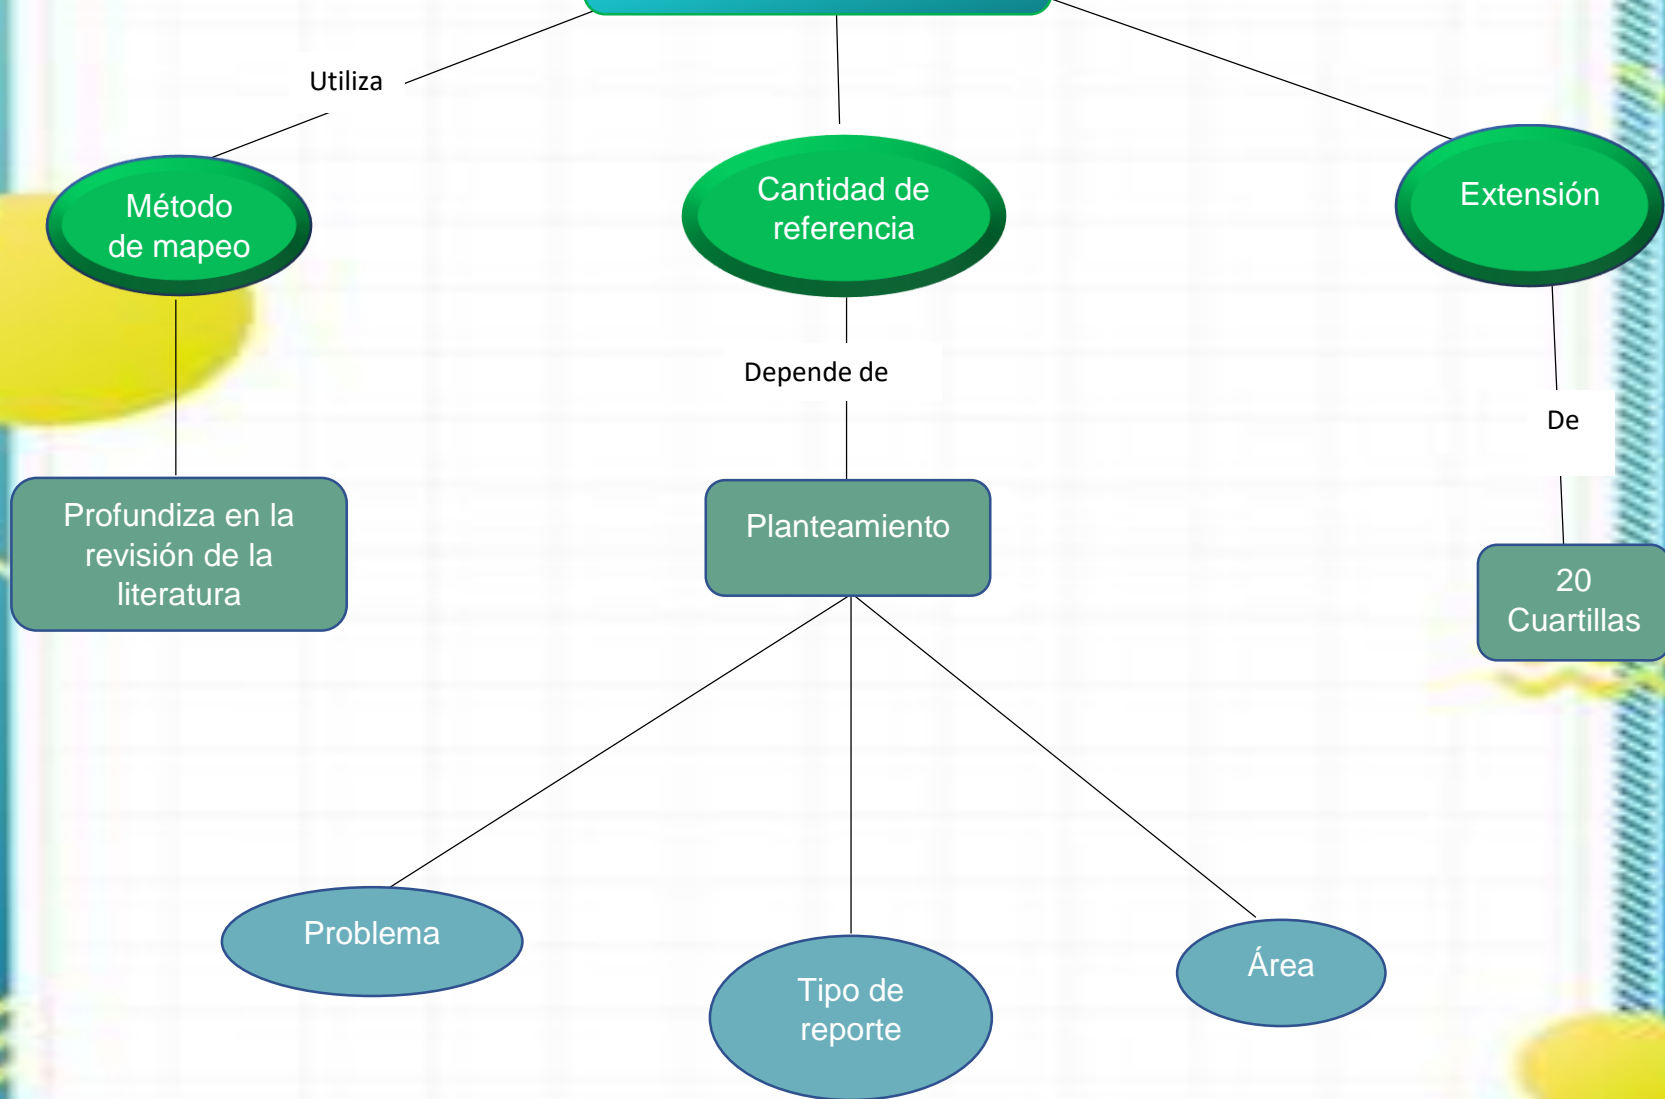 Utiliza
Método
de mapeo
Cantidad de
referencia
Extensión
Depende de
De
Profundiza en la
revisión de la
literatura
Planteamiento
20
Cuartillas
Problema
Tipo de
reporte
Área